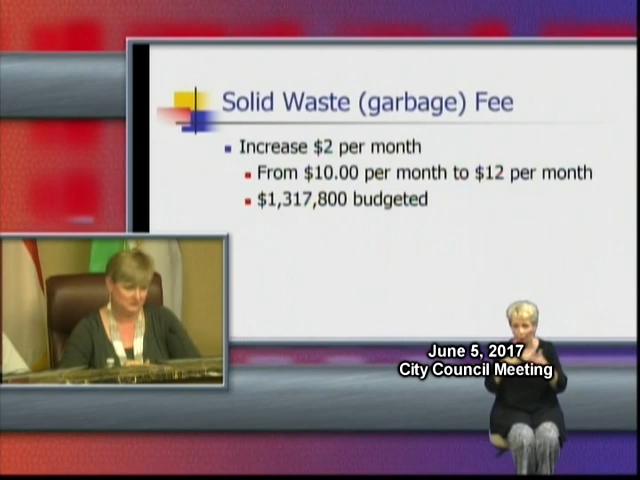 Solid Waste (garbage) Fee
Increase $2 per month
From $10.00 per month to $12 per month
$1,317,800 budgeted
June 5, 2017
City Council Meeting